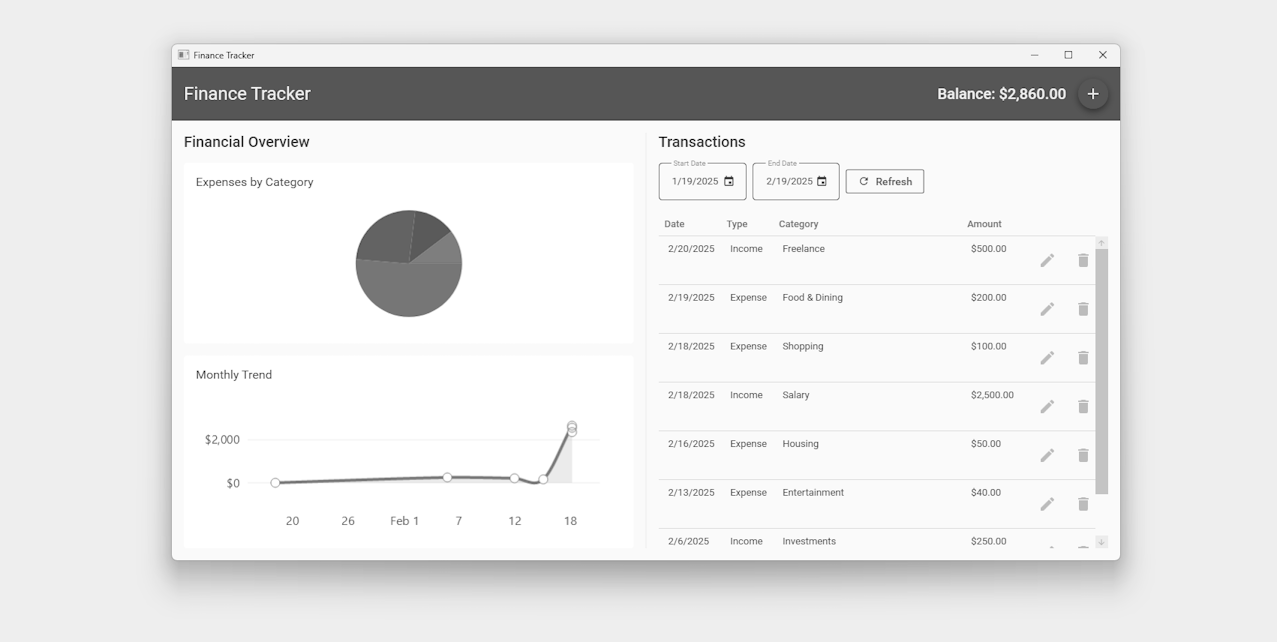 Finance Tracker
Finance Tracker
Balance: $2,860.00
Financial Overview
Expenses by Category
Monthly Trend
$2,000
$0
20 26 Feb 1 7 12 18
Transactions
Start Date End Date
1/19/2025 2/19/2025 Refresh
Date Type Category Amount
2/20/2025 Income Freelance $500.00
2/19/2025 Expense Food & Dining $200.00
2/18/2025 Expense Shopping $100.00
2/18/2025 Income Salary $2,500.00
2/16/2025 Expense Housing $50.00
2/13/2025 Expense Entertainment $40.00
2/6/2025 Income Investments $250.00